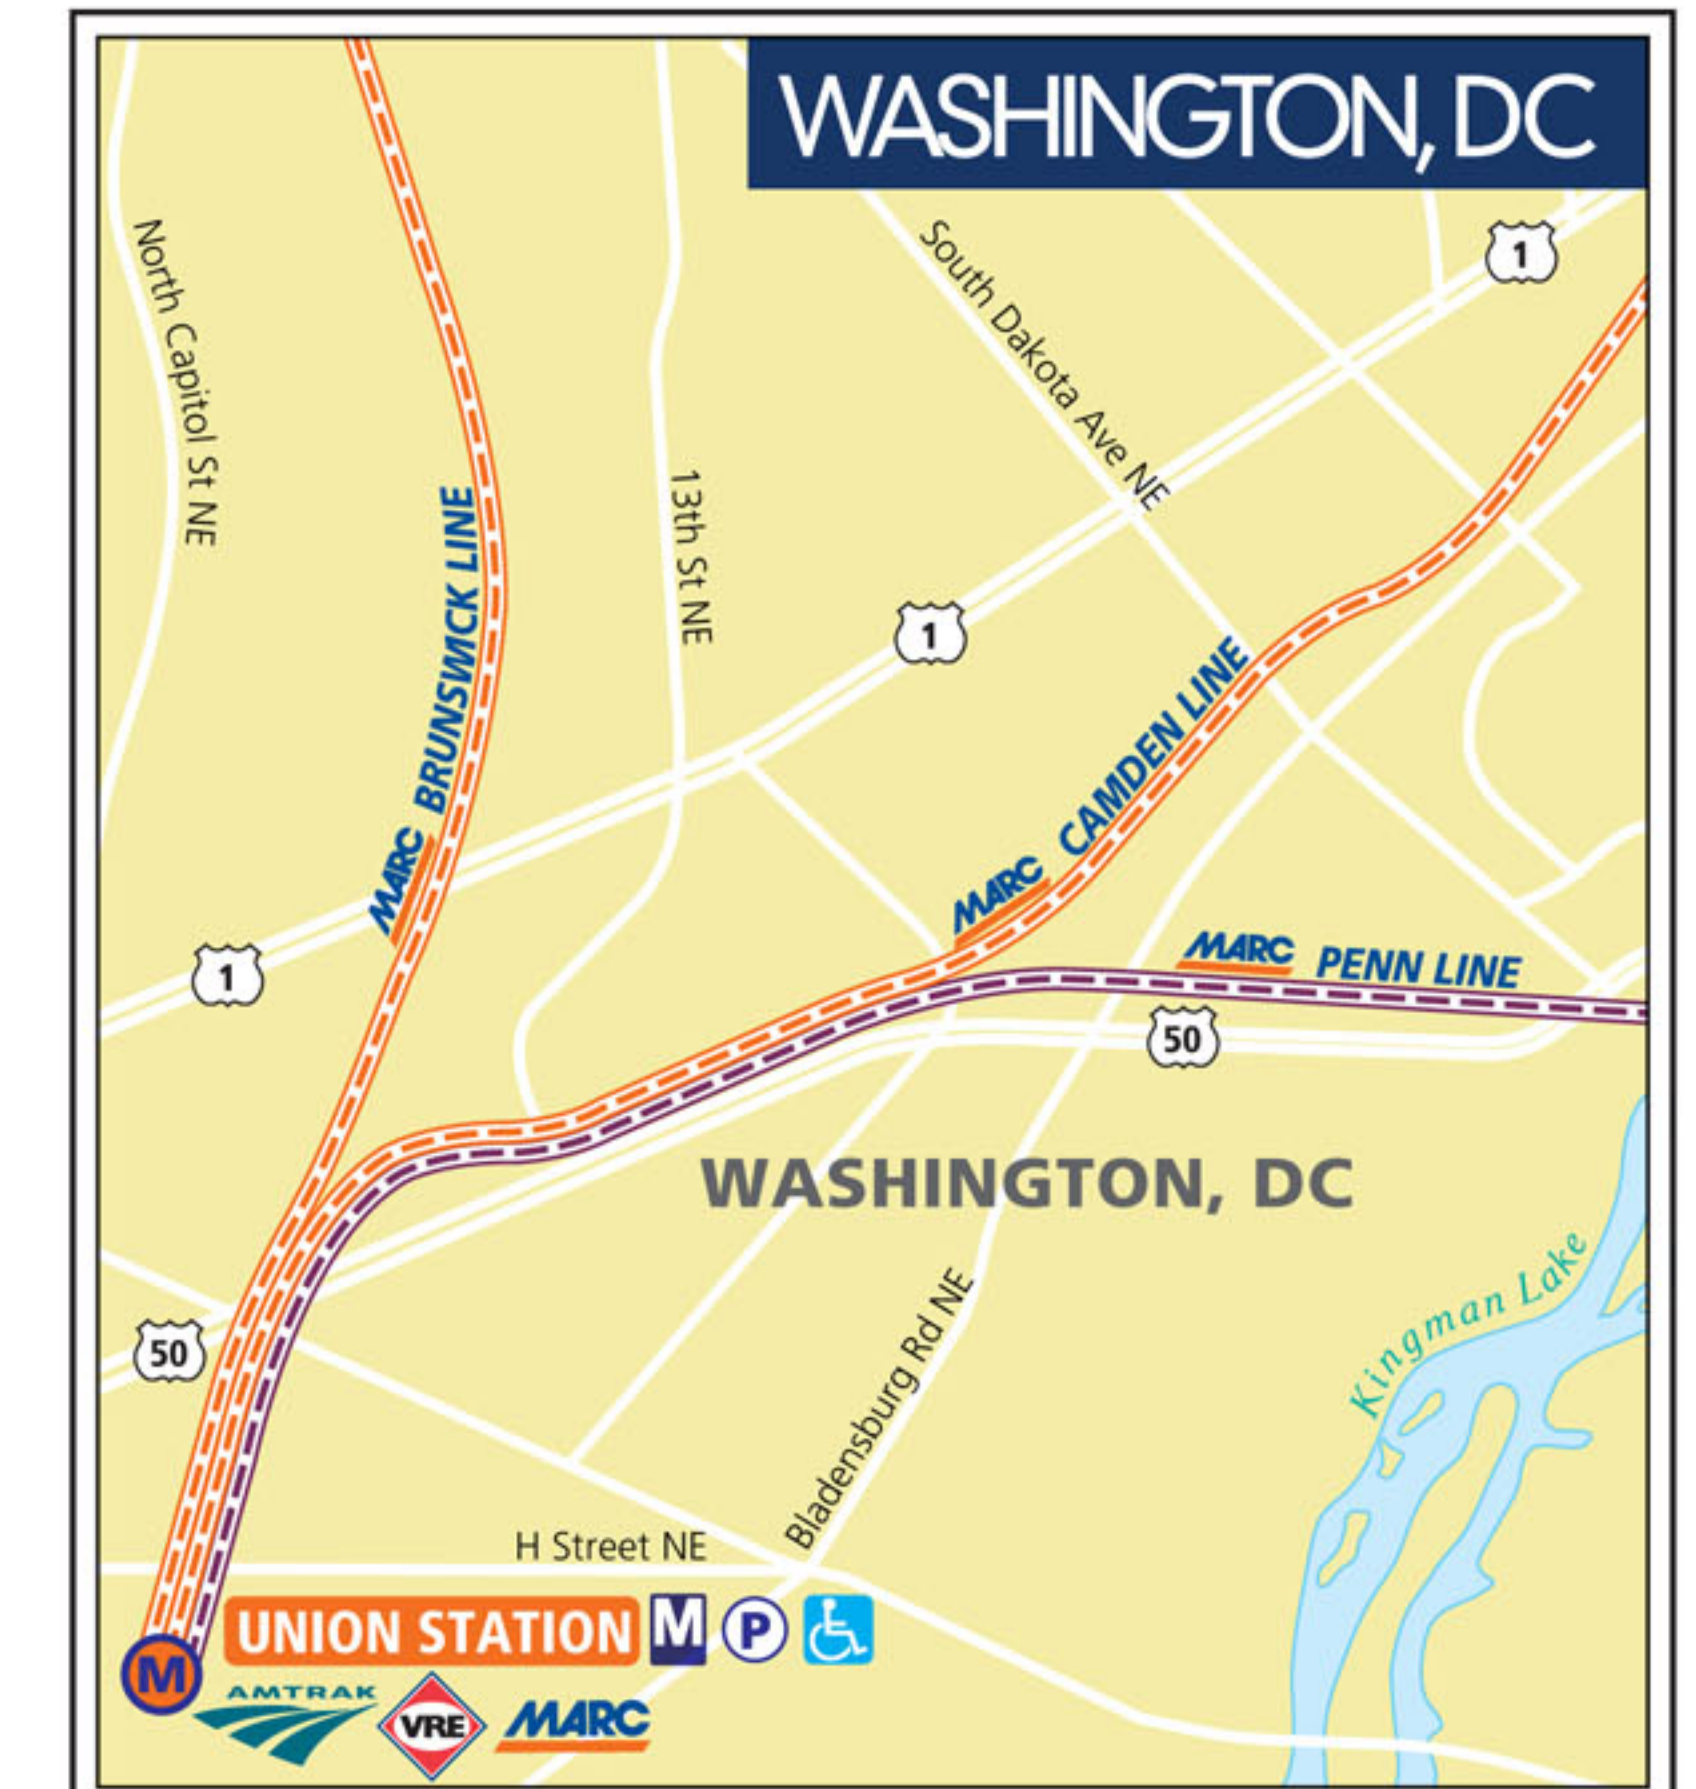 WASHINGTON, DC
North Capitol St NE
South Dakota Ave NE
1
13th St NE
MARC BRUNSWICK LINE
1
MARC CAMDEN LINE
MARC PENN LINE
1
50
WASHINGTON, DC
Kingman Lake
50
Bladensburg Rd NE
H Street NE
UNION STATION M P
M
AMTRAK
VRE
MARC